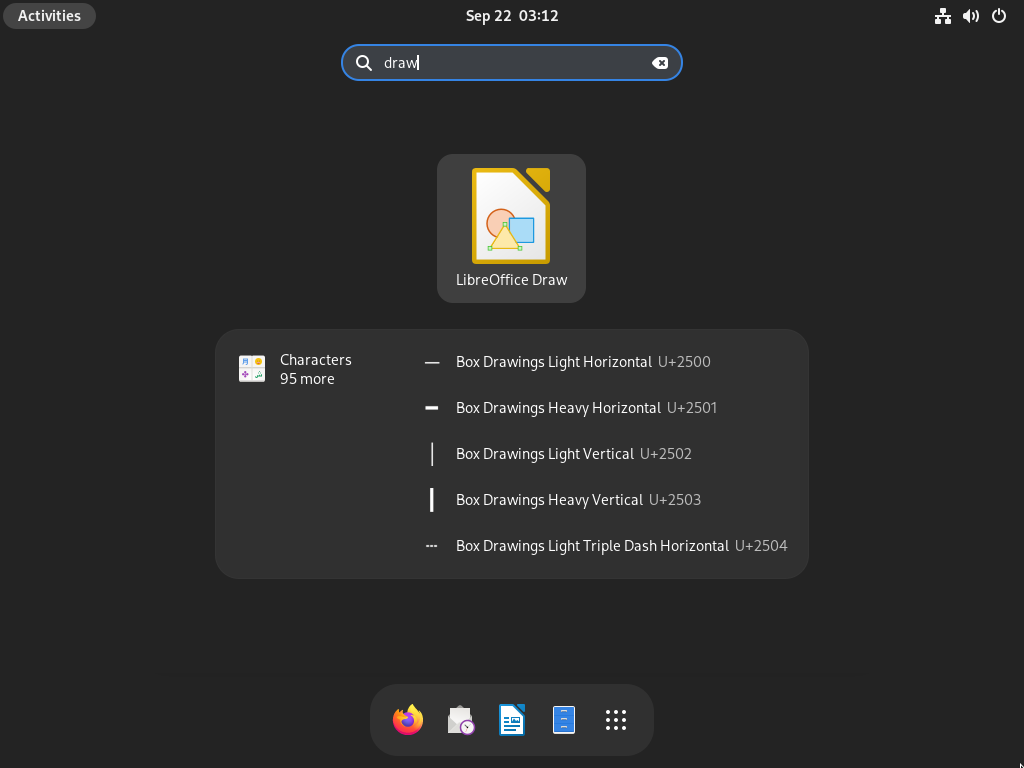 Activities
Sep 22 03:12
draw
LibreOffice Draw
Characters
95 more
Box Drawings Light Horizontal U+2500
Box Drawings Heavy Horizontal U+2501
Box Drawings Light Vertical U+2502
Box Drawings Heavy Vertical U+2503
Box Drawings Light Triple Dash Horizontal U+2504